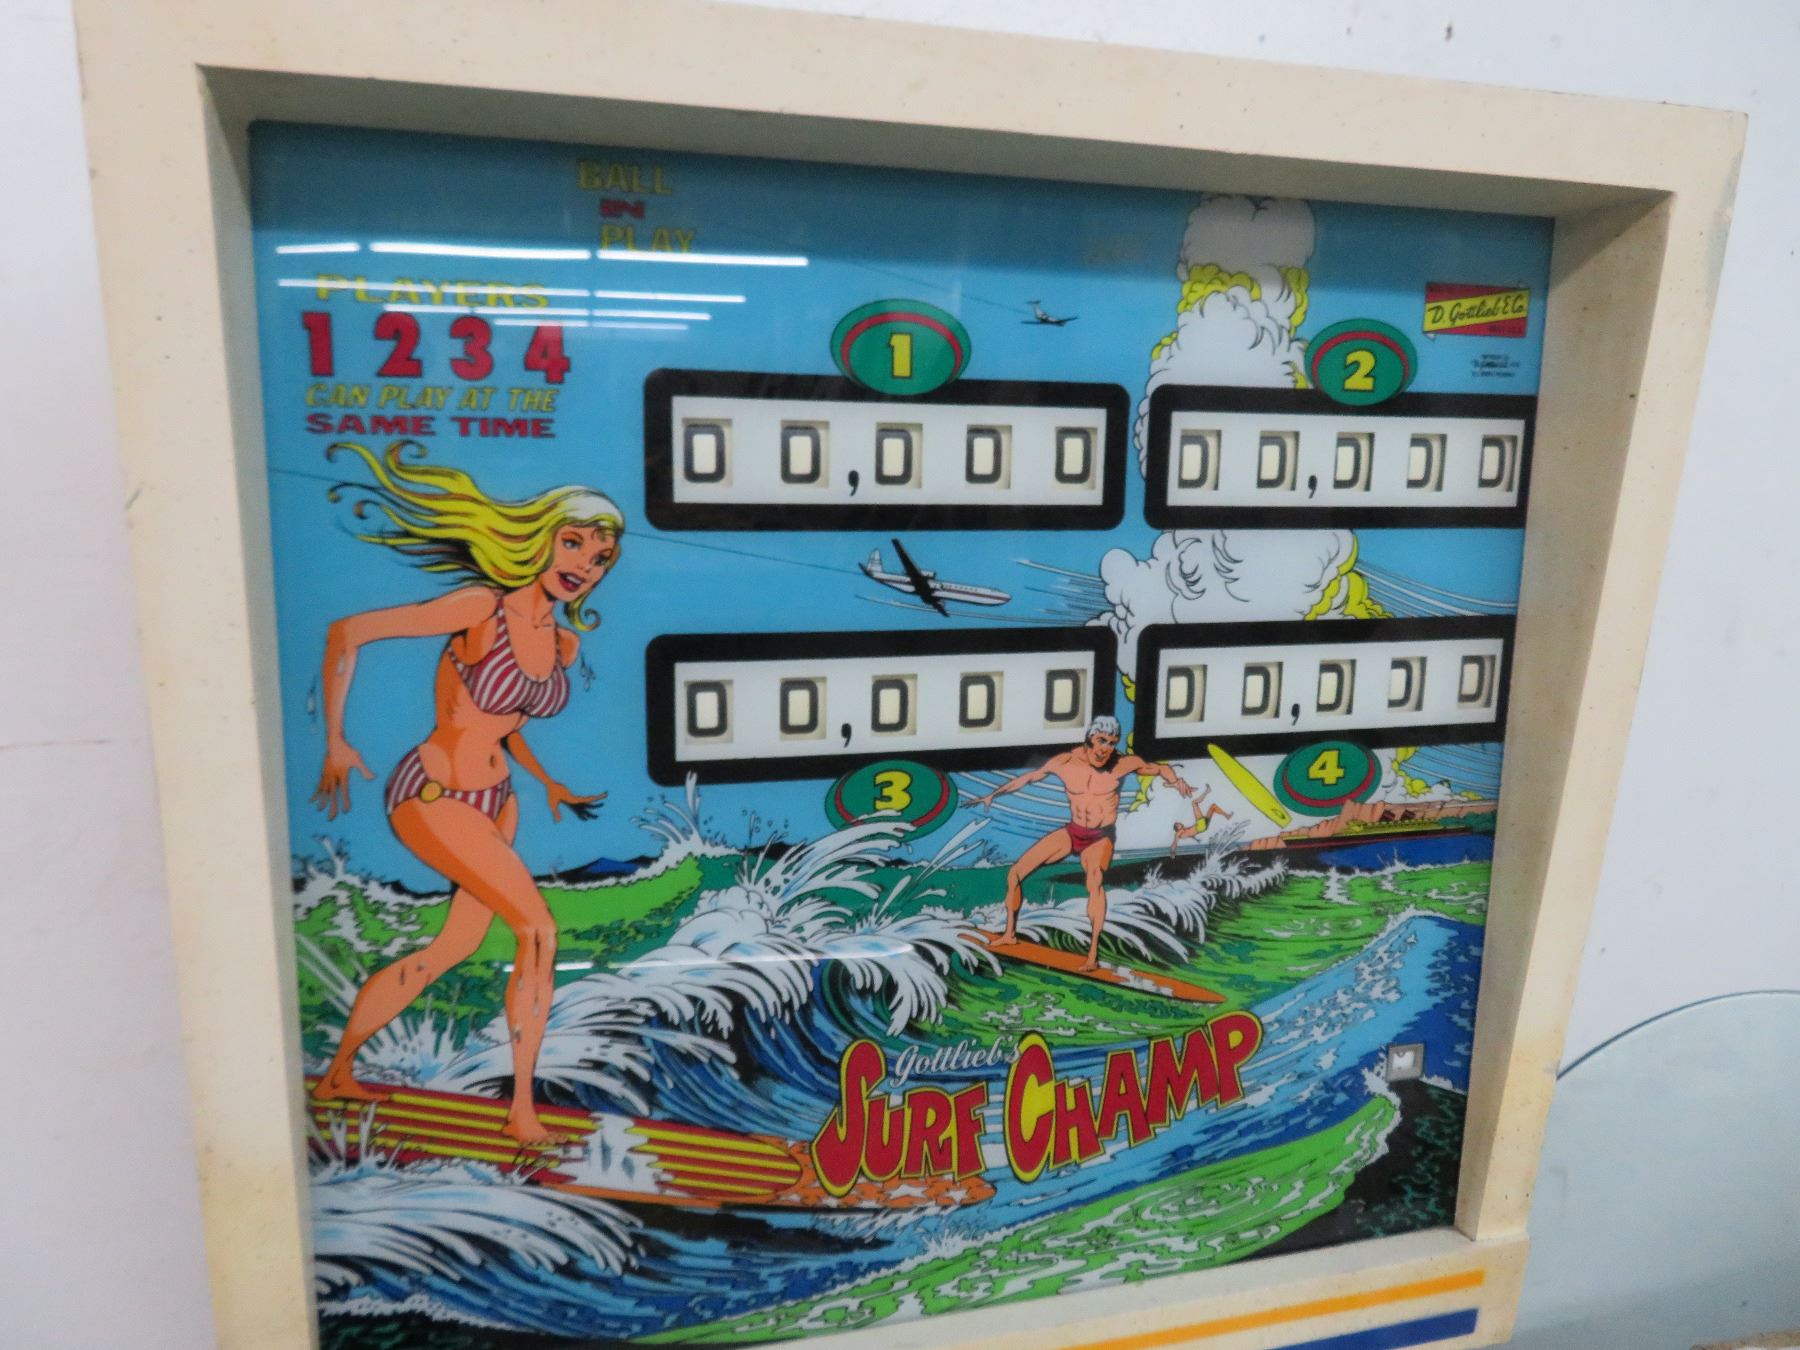 BALL
IN
PLAY
PLAYERS
1 2 3 4
CAN PLAY AT THE
SAME TIME
D. Gottlieb & Co.
1
00,000
2
00,000
00,000
3
00,000
4
Gottlieb's
SURF CHAMP